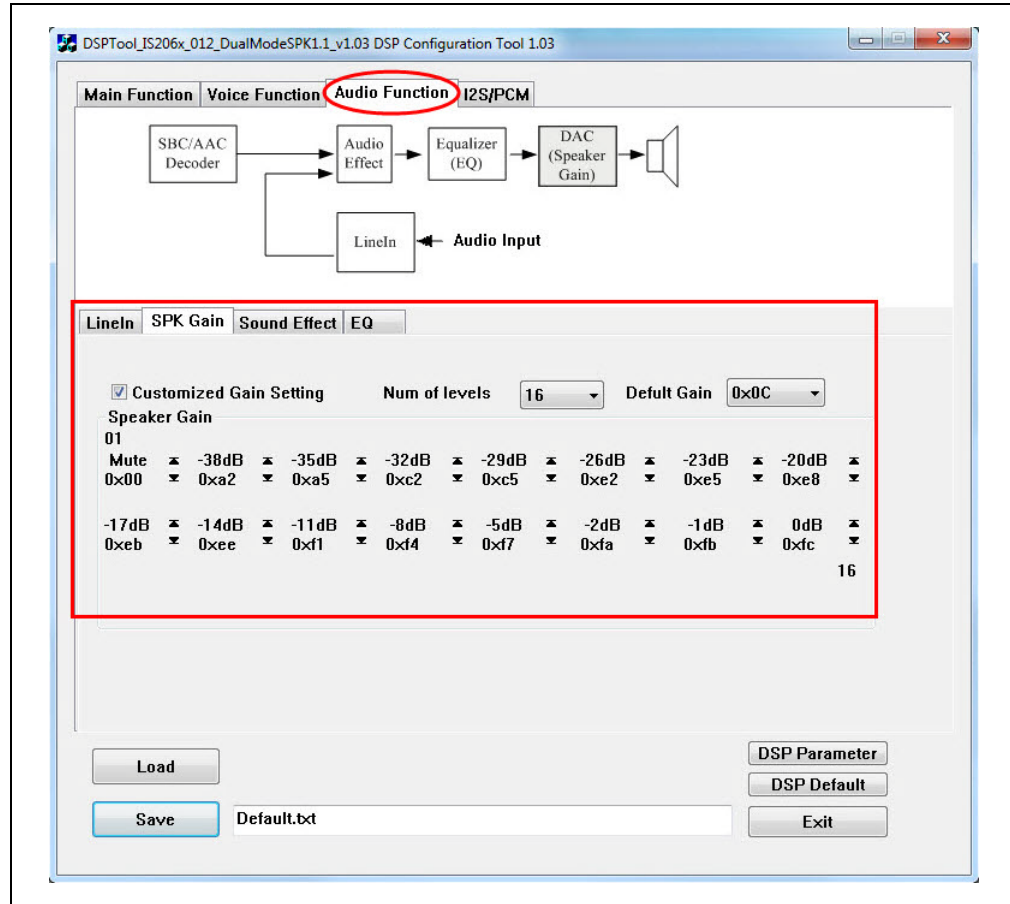 DSPTool_IS206x_012_DualModeSPK1.1_v1.03 DSP Configuration Tool 1.03
Main Function Voice Function Audio Function I2S/PCM
SBC/AAC
Decoder
Audio
Effect
Equalizer
(EQ)
DAC
(Speaker
Gain)
LineIn
Audio Input
LineIn SPK Gain Sound Effect EQ
Customized Gain Setting Num of levels 16 Defult Gain 0x0C
Speaker Gain
01
Mute -38dB -35dB -32dB -29dB -26dB -23dB -20dB
0x00 0xa2 0xa5 0xc2 0xc5 0xe2 0xe5 0xe8
-17dB -14dB -11dB -8dB -5dB -2dB -1dB 0dB
0xeb 0xee 0xf1 0xf4 0xf7 0xfa 0xfb 0xfc
16
Load
DSP Parameter
DSP Default
Save Default.txt Exit